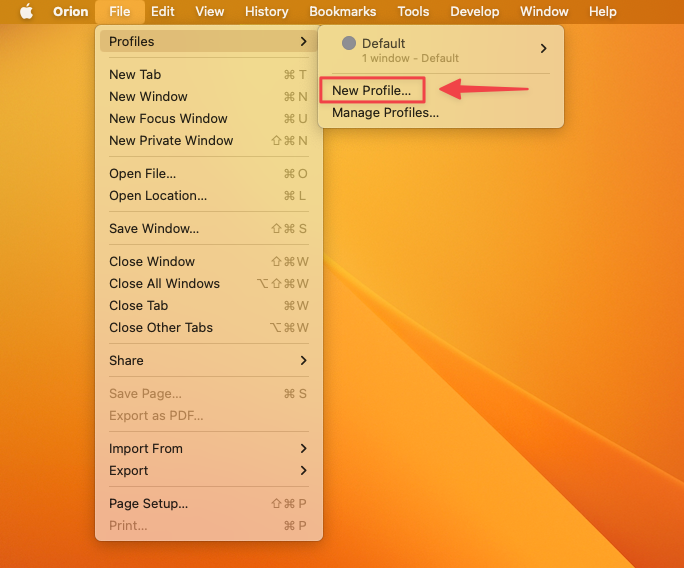 Orion File Edit View History Bookmarks Tools Develop Window Help
Profiles
New Tab ⌘ T
New Window ⌘ N
New Focus Window ⌘ U
New Private Window ⇧⌘ N
Open File... ⌘ O
Open Location... ⌘ L
Save Window... ⇧⌘ S
Close Window ⇧⌘W
Close All Windows ⌥⇧⌘W
Close Tab ⌘W
Close Other Tabs ⌥⌘W
Share
Save Page... ⌘ S
Export as PDF...
Import From
Export
Page Setup... ⇧⌘ P
Print... ⌘ P
Default
1 window - Default
New Profile...
Manage Profiles...